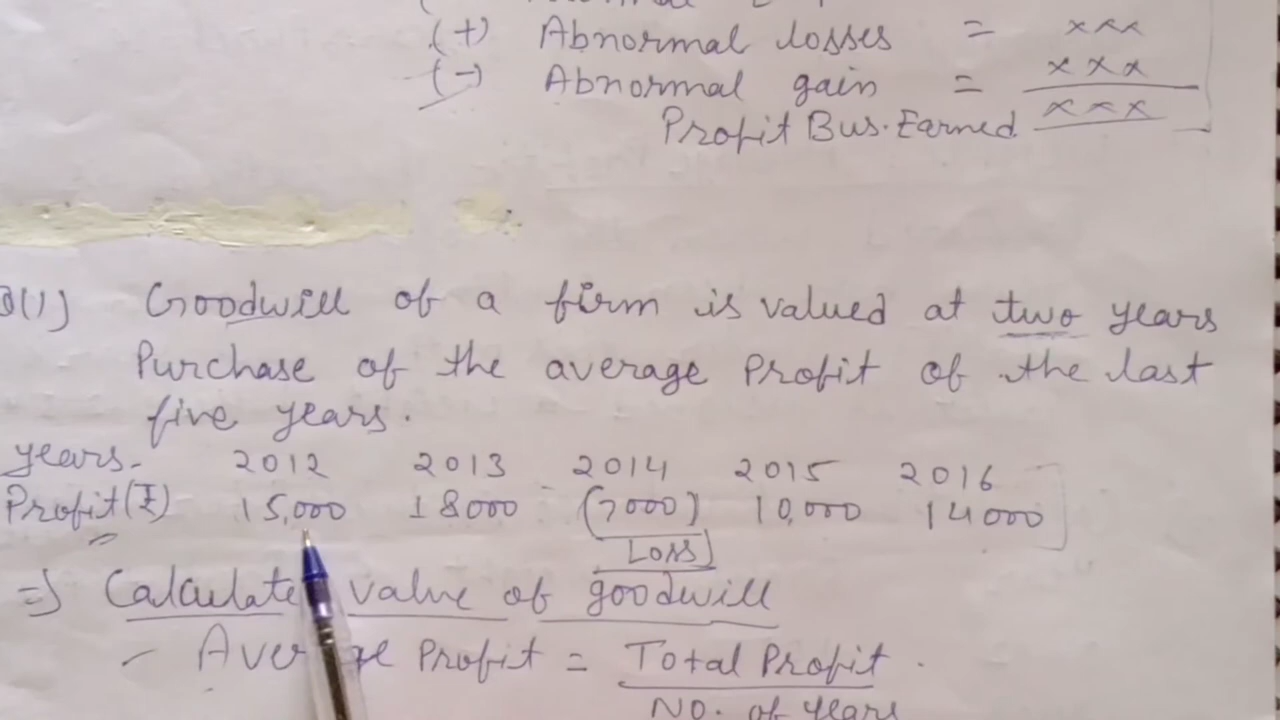 (+) Abnormal losses = xxx
(-) Abnormal gain = xxx
Profit Bus. Earned xxx
Q(1) Goodwill of a firm is valued at two years
Purchase of the average Profit of the last
five years.
years. 2012 2013 2014 2015 2016
Profit(₹) 15,000 18000 (7000) 10,000 14000
Loss
=> Calculate value of goodwill
- Average Profit = Total Profit
No. of years